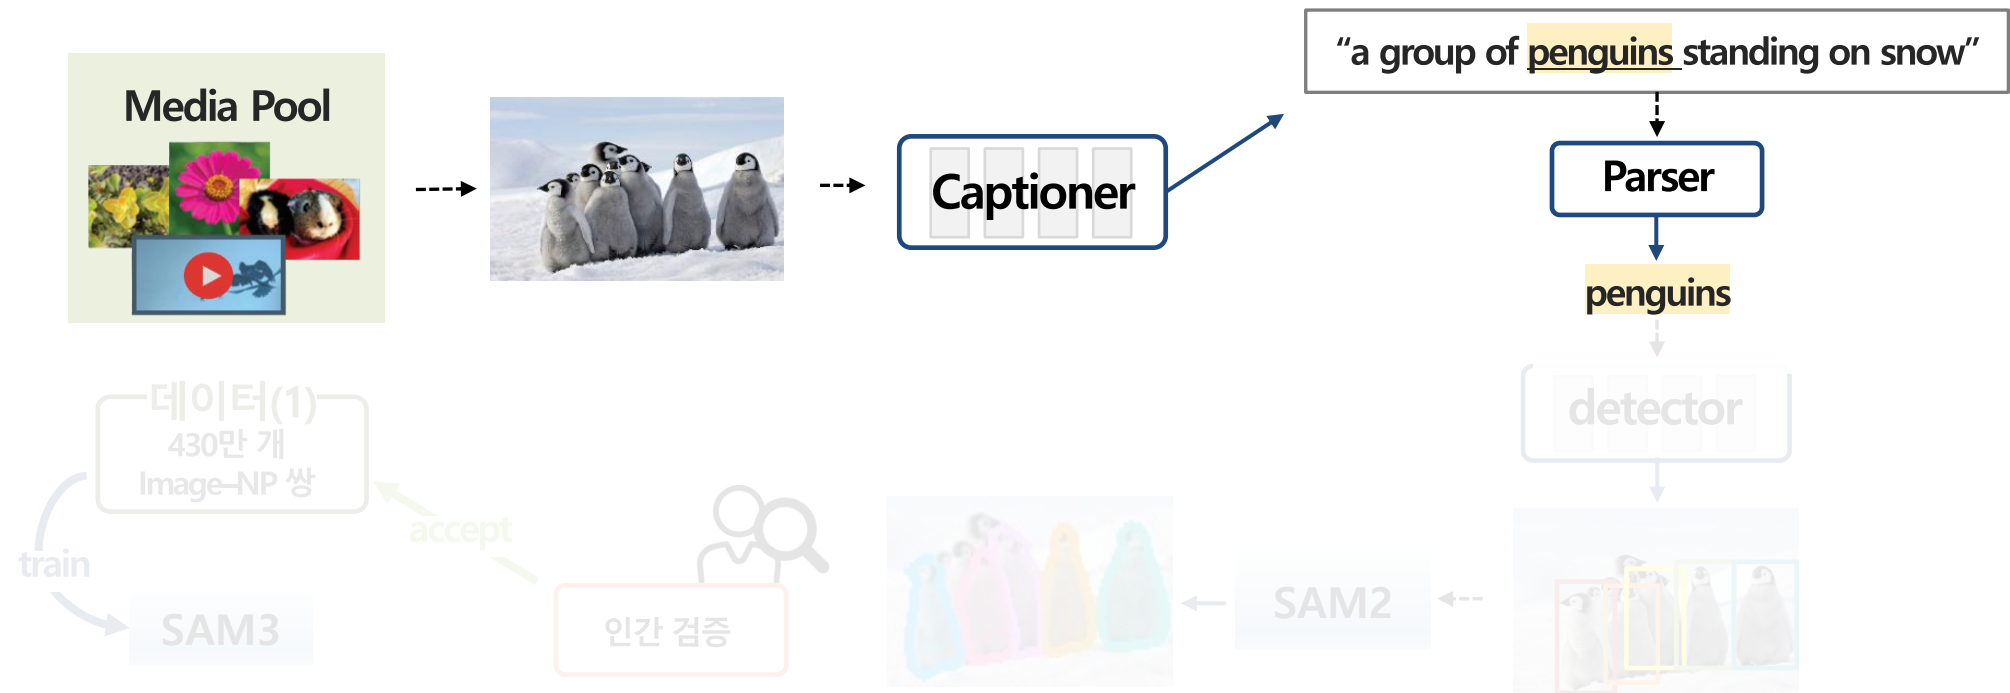 Media Pool
Captioner
“a group of penguins standing on snow”
Parser
penguins
detector
SAM2
인간 검증
accept
데이터(1)
430만 개
Image–NP 쌍
train
SAM3